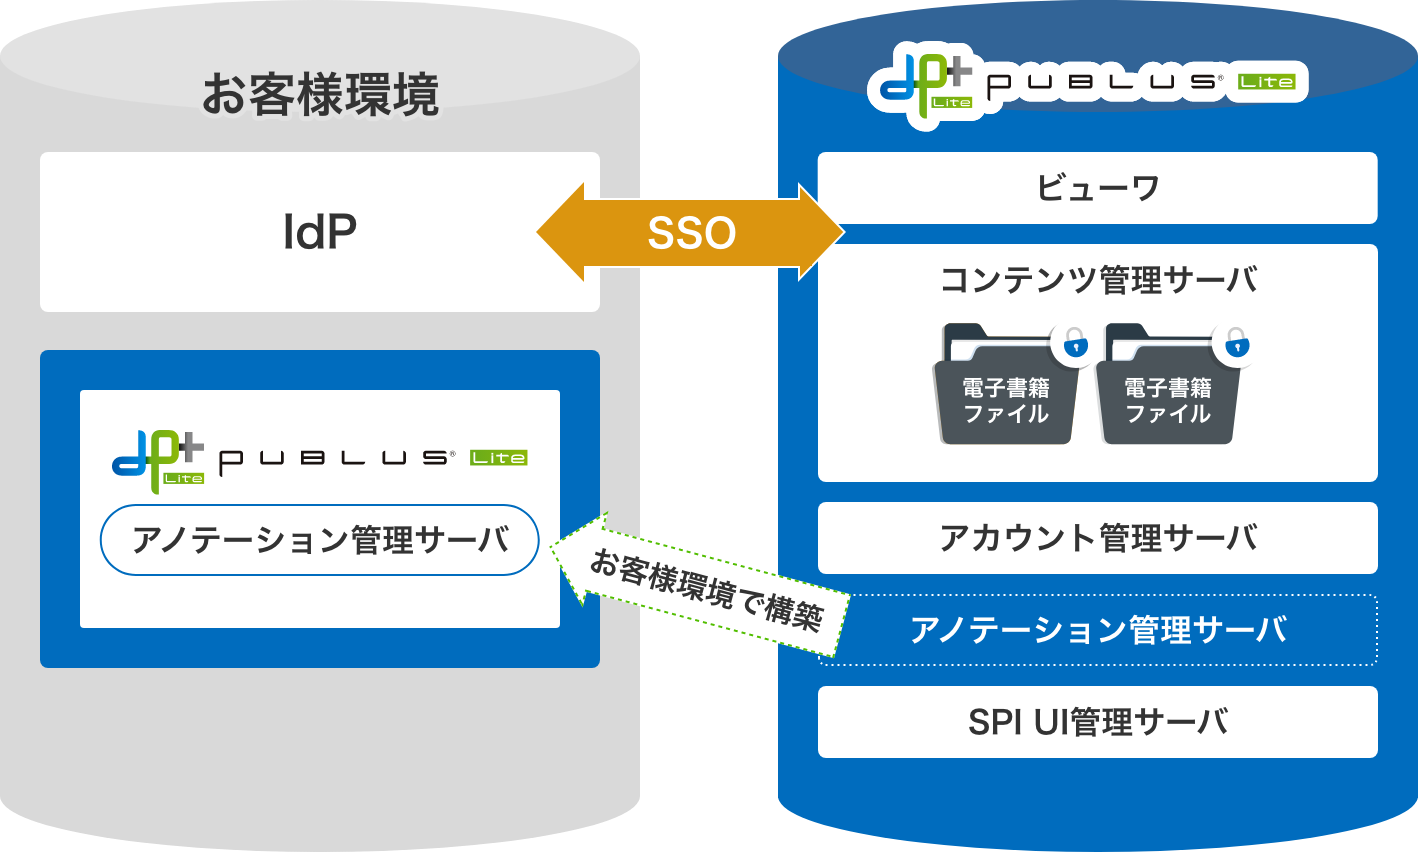 お客様環境
IdP
dP+
Lite
PUBLUS®
Lite
アノテーション管理サーバ
SSO
お客様環境で構築
dP+
Lite
PUBLUS®
Lite
ビューワ
コンテンツ管理サーバ
電子書籍
ファイル
電子書籍
ファイル
アカウント管理サーバ
アノテーション管理サーバ
SPI UI管理サーバ